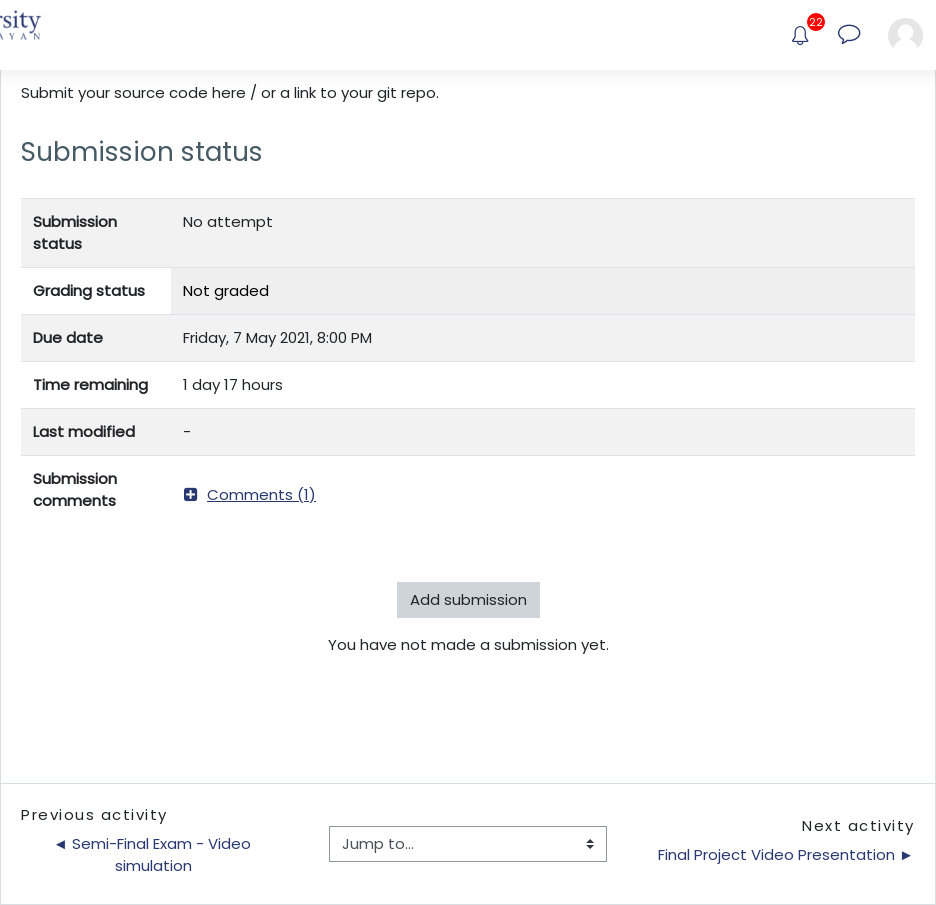 rsity
AYAN
22
Submit your source code here / or a link to your git repo.
Submission status
Submission status
No attempt
Grading status
Not graded
Due date
Friday, 7 May 2021, 8:00 PM
Time remaining
1 day 17 hours
Last modified
-
Submission comments
Comments (1)
Add submission
You have not made a submission yet.
Previous activity
◄ Semi-Final Exam - Video
simulation
Jump to...
Next activity
Final Project Video Presentation ►